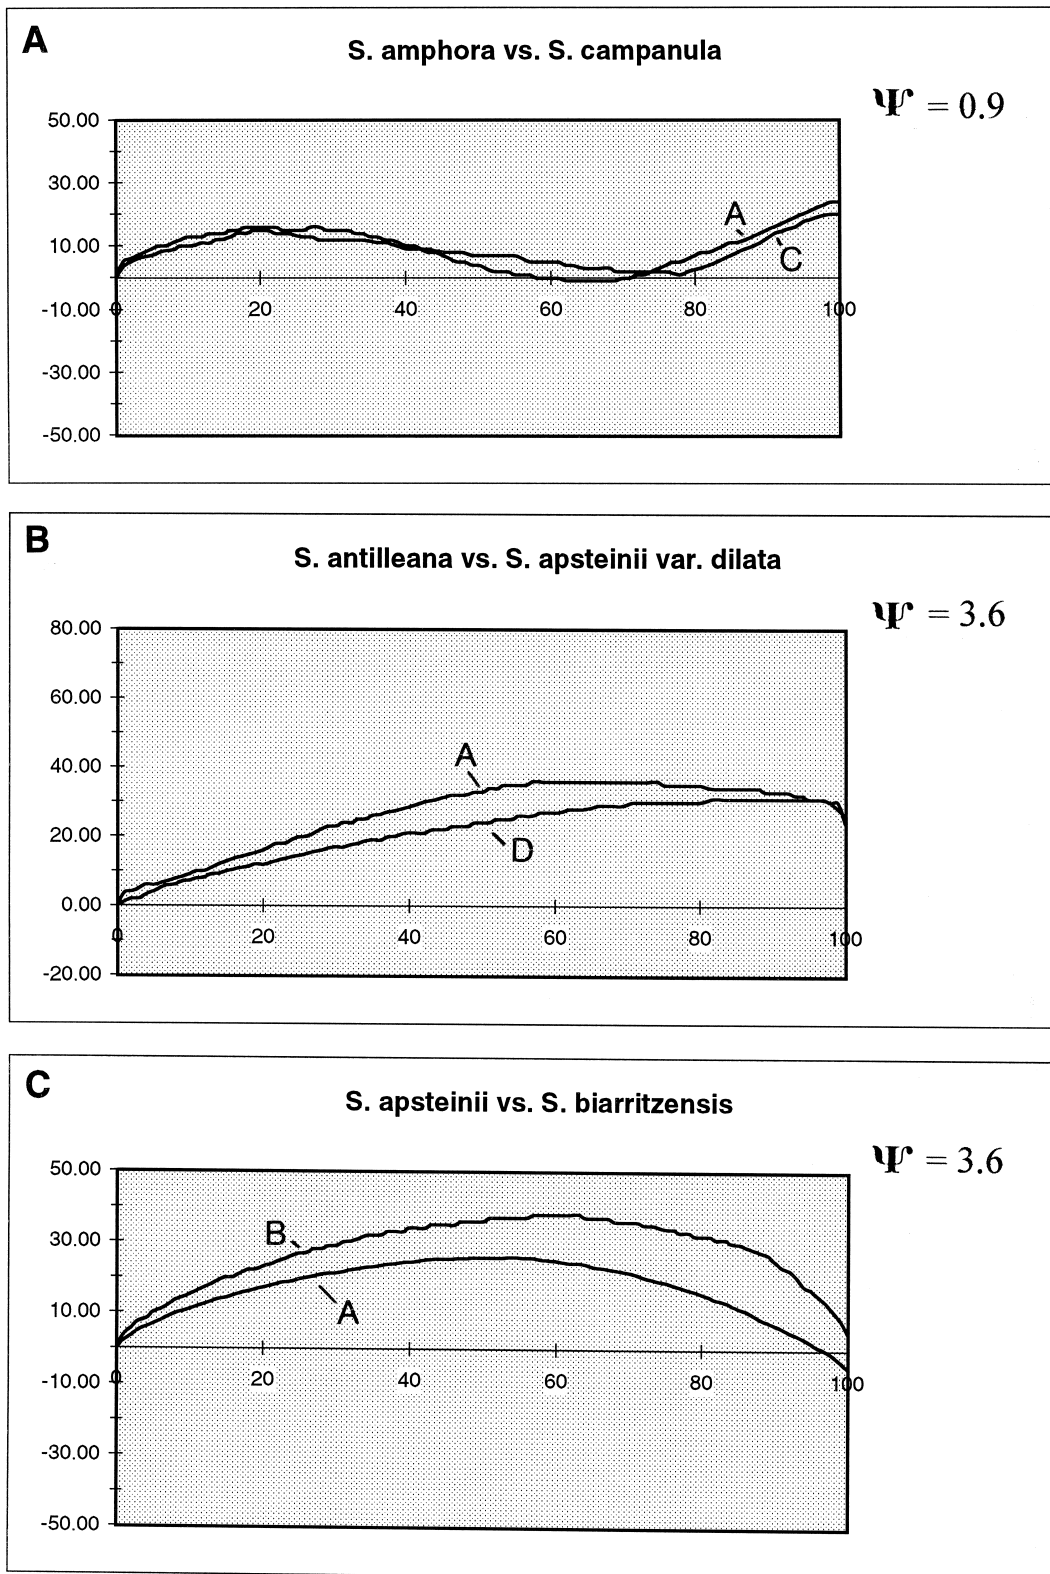 A
S. amphora vs. S. campanula
Ψ = 0.9
50.00
30.00
10.00
-10.00
-30.00
-50.00
0 20 40 60 80 100
A
C
B
S. antilleana vs. S. apsteinii var. dilata
Ψ = 3.6
80.00
60.00
40.00
20.00
0.00
-20.00
0 20 40 60 80 100
A
D
C
S. apsteinii vs. S. biarritzensis
Ψ = 3.6
50.00
30.00
10.00
-10.00
-30.00
-50.00
0 20 40 60 80 100
B
A